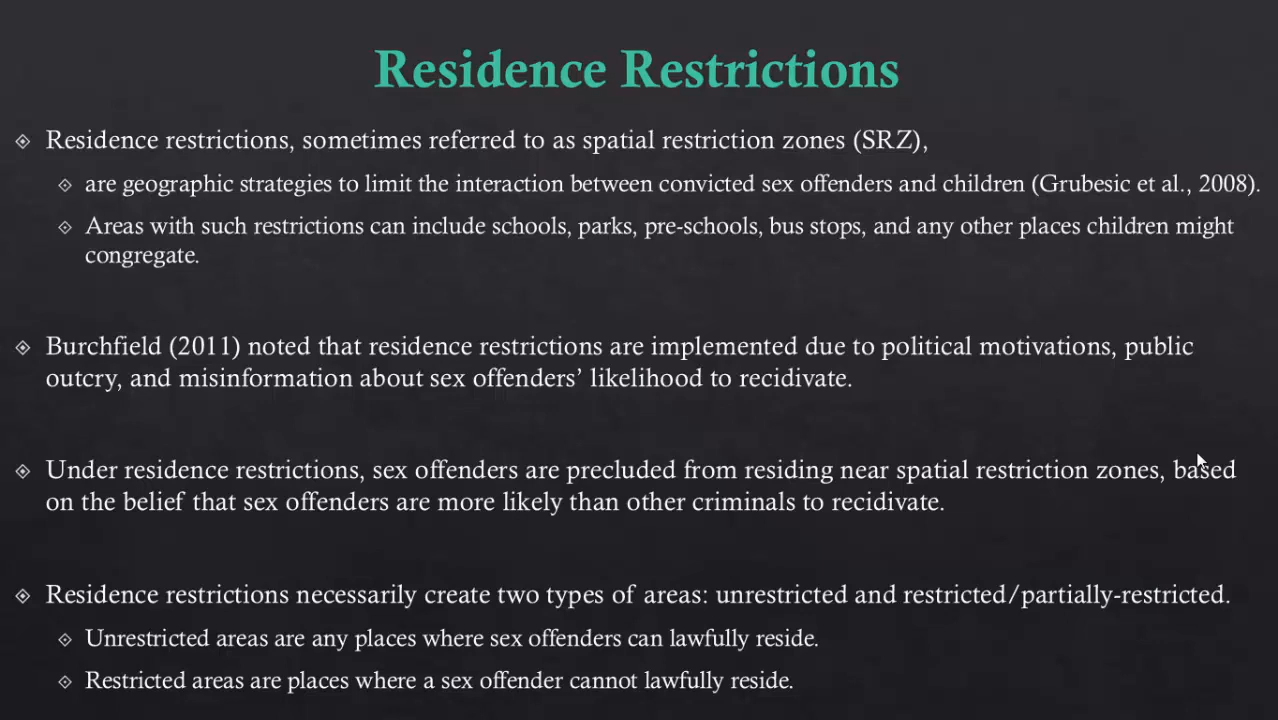 Residence Restrictions
Residence restrictions, sometimes referred to as spatial restriction zones (SRZ),
are geographic strategies to limit the interaction between convicted sex offenders and children (Grubesic et al., 2008).
Areas with such restrictions can include schools, parks, pre-schools, bus stops, and any other places children might
congregate.
Burchfield (2011) noted that residence restrictions are implemented due to political motivations, public
outcry, and misinformation about sex offenders’ likelihood to recidivate.
Under residence restrictions, sex offenders are precluded from residing near spatial restriction zones, based
on the belief that sex offenders are more likely than other criminals to recidivate.
Residence restrictions necessarily create two types of areas: unrestricted and restricted/partially-restricted.
Unrestricted areas are any places where sex offenders can lawfully reside.
Restricted areas are places where a sex offender cannot lawfully reside.